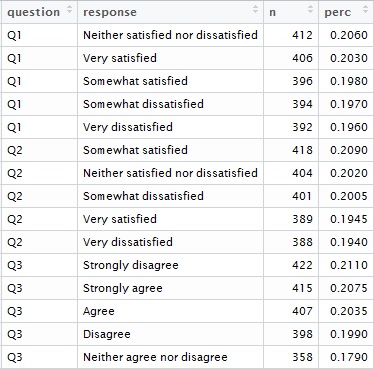 question response n perc
Q1 Neither satisfied nor dissatisfied 412 0.2060
Q1 Very satisfied 406 0.2030
Q1 Somewhat satisfied 396 0.1980
Q1 Somewhat dissatisfied 394 0.1970
Q1 Very dissatisfied 392 0.1960
Q2 Somewhat satisfied 418 0.2090
Q2 Neither satisfied nor dissatisfied 404 0.2020
Q2 Somewhat dissatisfied 401 0.2005
Q2 Very satisfied 389 0.1945
Q2 Very dissatisfied 388 0.1940
Q3 Strongly disagree 422 0.2110
Q3 Strongly agree 415 0.2075
Q3 Agree 407 0.2035
Q3 Disagree 398 0.1990
Q3 Neither agree nor disagree 358 0.1790